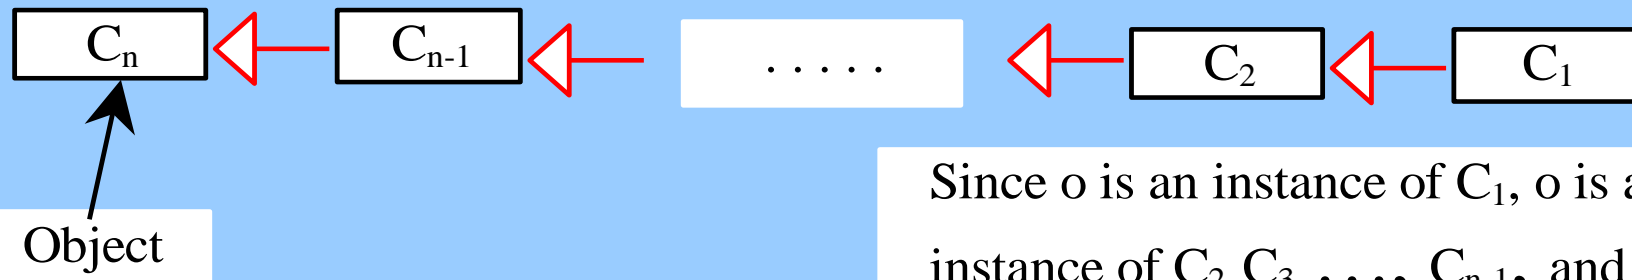 Cn
Cn-1
. . . . .
C2
C1
Since o is an instance of C1, o is
Object
instance of C2, C3, . . . ., Cn-1, and